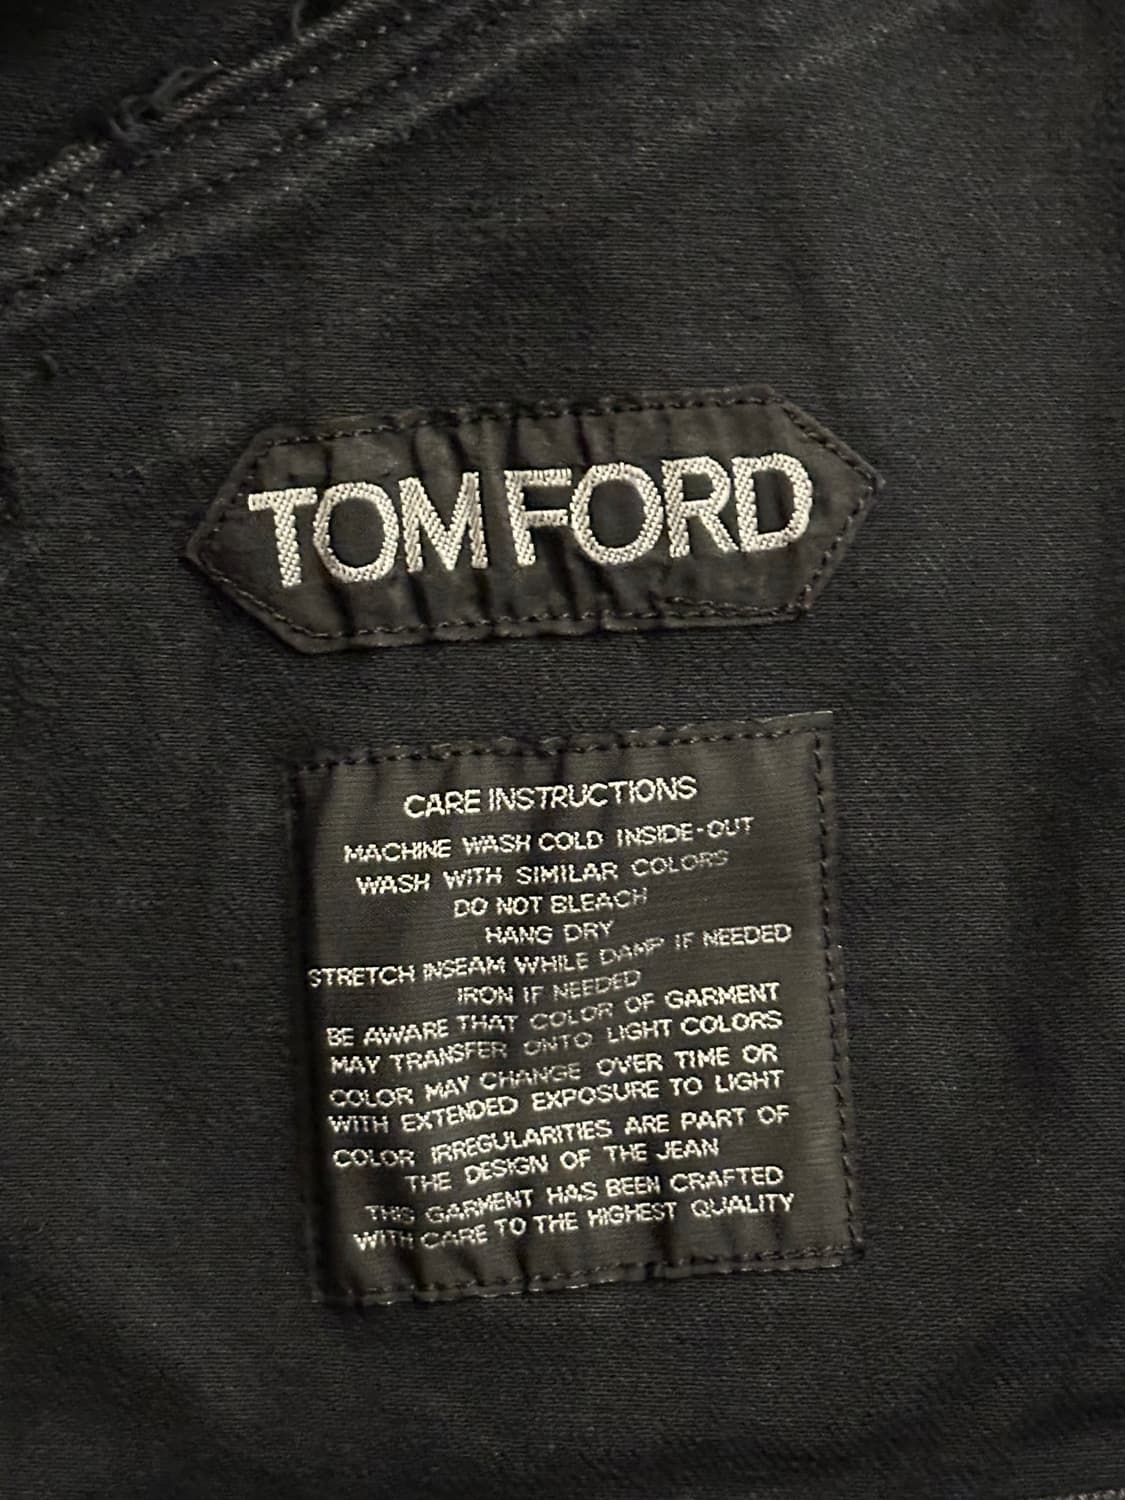 TOM FORD
CARE INSTRUCTIONS
MACHINE WASH COLD INSIDE-OUT
WASH WITH SIMILAR COLORS
DO NOT BLEACH
HANG DRY
STRETCH INSEAM WHILE DAMP IF NEEDED
IRON IF NEEDED
BE AWARE THAT COLOR OF GARMENT
MAY TRANSFER ONTO LIGHT COLORS
COLOR MAY CHANGE OVER TIME OR
WITH EXTENDED EXPOSURE TO LIGHT
COLOR IRREGULARITIES ARE PART OF
THE DESIGN OF THE JEAN
THIS GARMENT HAS BEEN CRAFTED
WITH CARE TO THE HIGHEST QUALITY